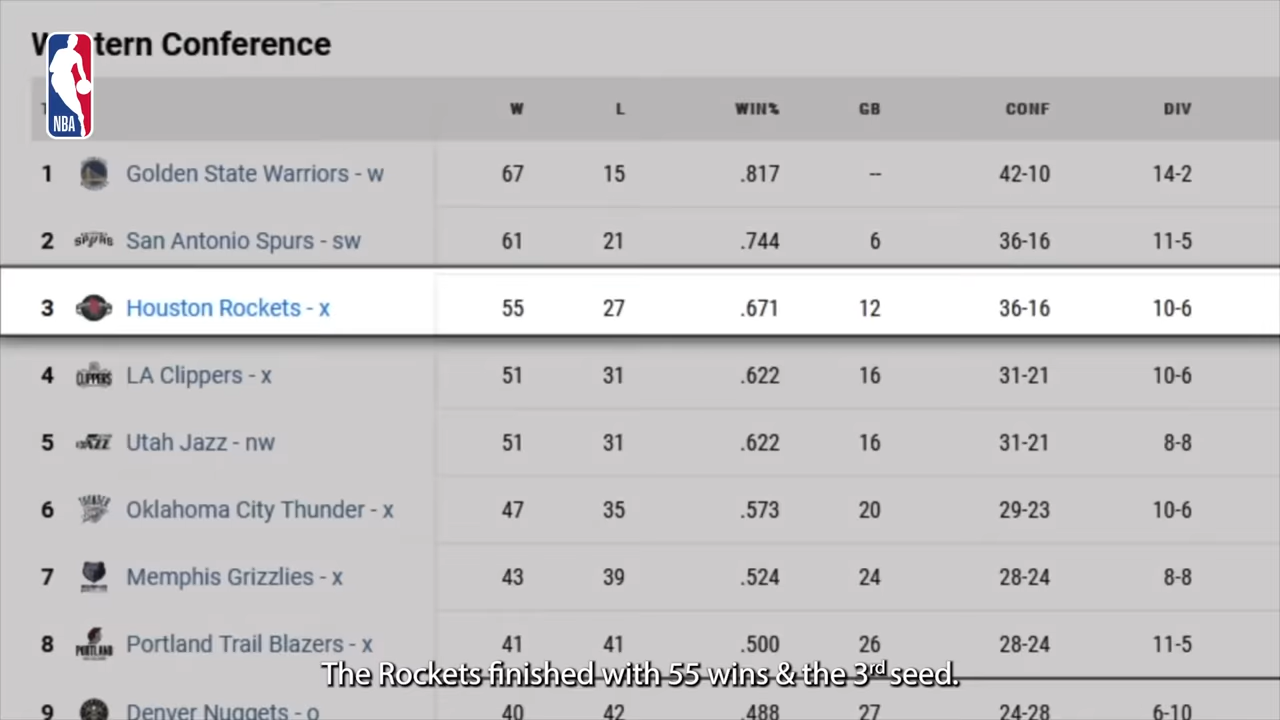 Western Conference
NBA
W L WIN% GB CONF DIV
1 Golden State Warriors - w 67 15 .817 -- 42-10 14-2
2 SPURS San Antonio Spurs - sw 61 21 .744 6 36-16 11-5
3 Houston Rockets - x 55 27 .671 12 36-16 10-6
4 CLIPPERS LA Clippers - x 51 31 .622 16 31-21 10-6
5 JAZZ Utah Jazz - nw 51 31 .622 16 31-21 8-8
6 Oklahoma City Thunder - x 47 35 .573 20 29-23 10-6
7 Memphis Grizzlies - x 43 39 .524 24 28-24 8-8
8 PORTLAND Portland Trail Blazers - x 41 41 .500 26 28-24 11-5
The Rockets finished with 55 wins & the 3rd seed.
9 Denver Nuggets - o 40 42 .488 27 24-28 6-10